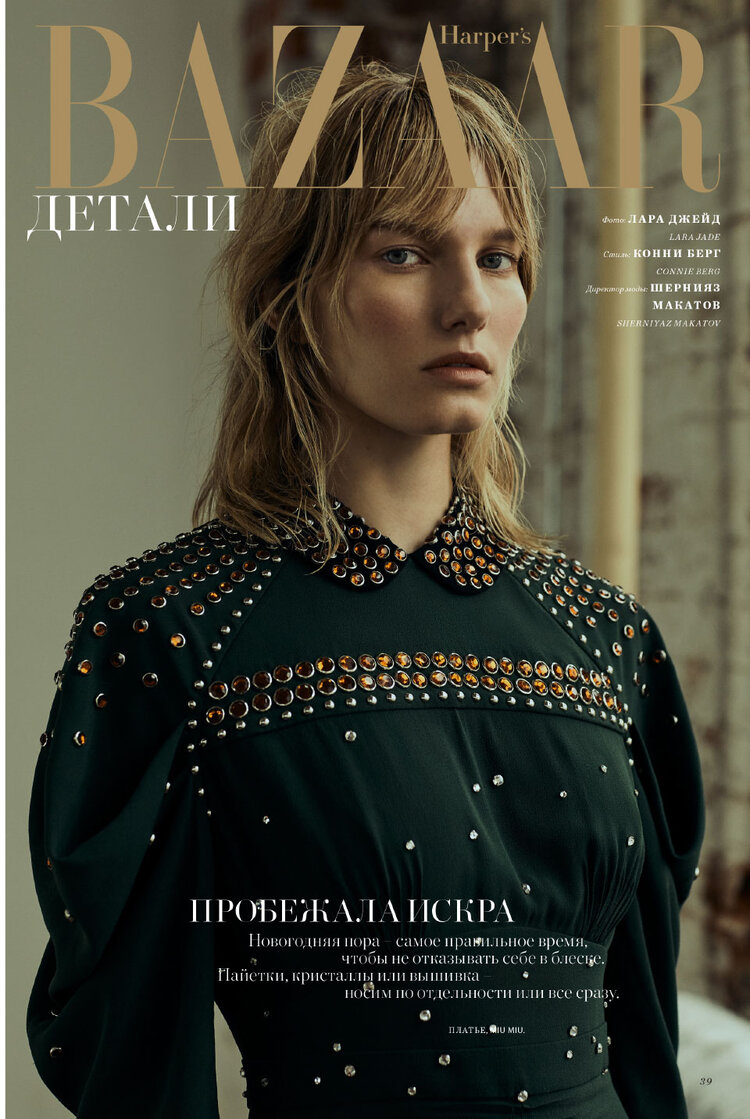 Harper's
BAZAAR
ДЕТАЛИ
Фото: ЛАРА ДЖЕЙД
LARA JADE
Стиль: КОННИ БЕРГ
CONNIE BERG
Директор моды: ШЕРНИЯЗ
МАКАТОВ
SHERNIYAZ MAKATOV
ПРОБЕЖАЛА ИСКРА
Новогодняя пора – самое правильное время,
чтобы не отказывать себе в блеске.
Пайетки, кристаллы или вышивка –
носим по отдельности или все сразу.
ПЛАТЬЕ, MIU MIU.
39